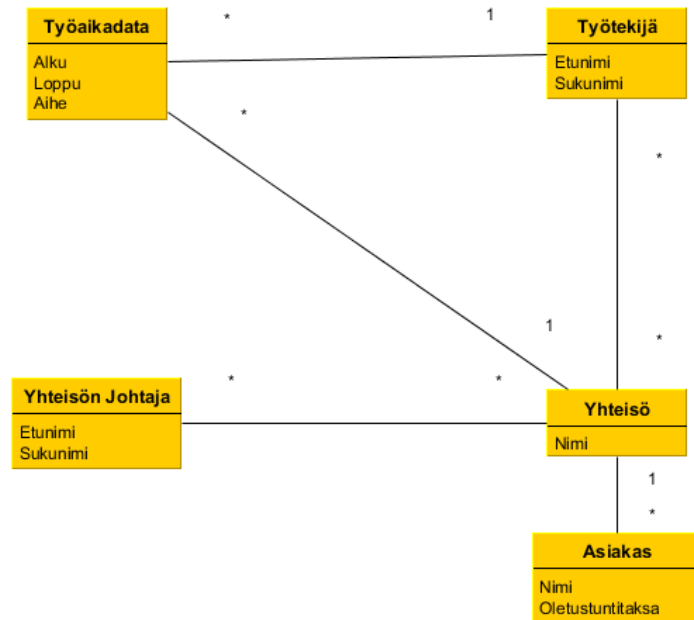 Työaikadata
Alku
Loppu
Aihe
*
1
Työtekijä
Etunimi
Sukunimi
*
*
1
*
Yhteisön Johtaja
Etunimi
Sukunimi
*
*
*
Yhteisö
Nimi
1
*
Asiakas
Nimi
Oletustuntitaksa